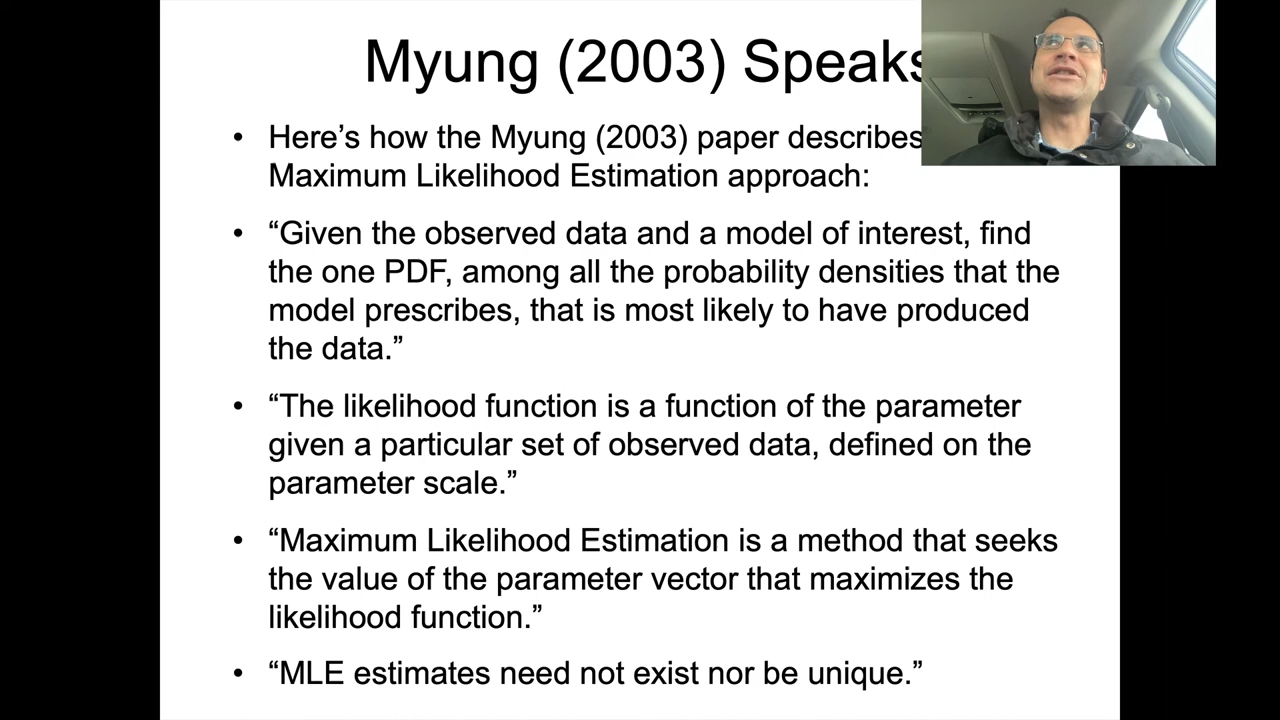 Myung (2003) Speaks
• Here’s how the Myung (2003) paper describes
Maximum Likelihood Estimation approach:
• “Given the observed data and a model of interest, find
the one PDF, among all the probability densities that the
model prescribes, that is most likely to have produced
the data.”
• “The likelihood function is a function of the parameter
given a particular set of observed data, defined on the
parameter scale.”
• “Maximum Likelihood Estimation is a method that seeks
the value of the parameter vector that maximizes the
likelihood function.”
• “MLE estimates need not exist nor be unique.”